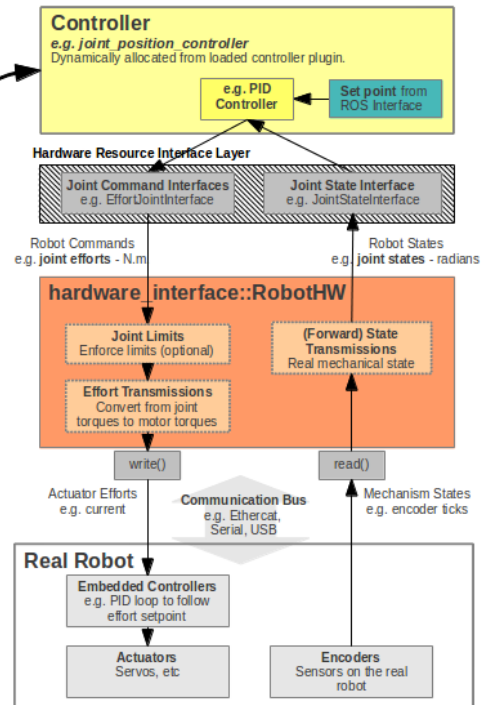 Controller
e.g. joint_position_controller
Dynamically allocated from loaded controller plugin.
e.g. PID
Controller
Set point from
ROS Interface
Hardware Resource Interface Layer
Joint Command Interfaces
e.g. EffortJointInterface
Joint State Interface
e.g. JointStateInterface
Robot Commands
e.g. joint efforts - N.m
Robot States
e.g. joint states - radians
hardware_interface::RobotHW
Joint Limits
Enforce limits (optional)
(Forward) State
Transmissions
Real mechanical state
Effort Transmissions
Convert from joint
torques to motor torques
write()
read()
Actuator Efforts
e.g. current
Communication Bus
e.g. Ethercat,
Serial, USB
Mechanism States
e.g. encoder ticks
Real Robot
Embedded Controllers
e.g. PID loop to follow
effort setpoint
Actuators
Servos, etc
Encoders
Sensors on the real
robot